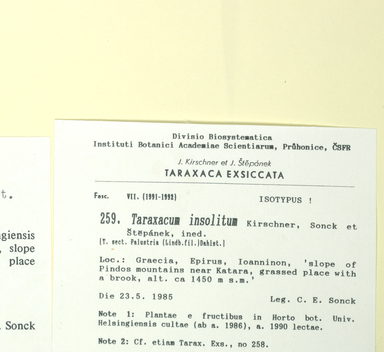 Divisio Biosystematica
Instituti Botanici Academiae Scientiarum, Průhonice, ČSFR
J. Kirschner et J. Štěpánek
TARAXACA EXSICCATA
Fasc. VII. (1991-1992)
ISOTYPUS !
259. Taraxacum insolitum Kirschner, Sonck et
Štěpánek, ined.
[T. sect. Palustria (Lindb.fil.)Dahlst.]
Loc.: Graecia, Epirus, Ioanninon, 'slope of
Pindos mountains near Katara, grassed place with
a brook, alt. ca 1450 m s.m.'
Die 23.5. 1985
Leg. C. E. Sonck
Note 1: Plantae e fructibus in Horto bot. Univ.
Helsingiensis cultae (ab a. 1986), a. 1990 lectae.
Note 2: Cf. etiam Tarax. Exs., no 258.
t.
ngiensis
, slope
place
. Sonck